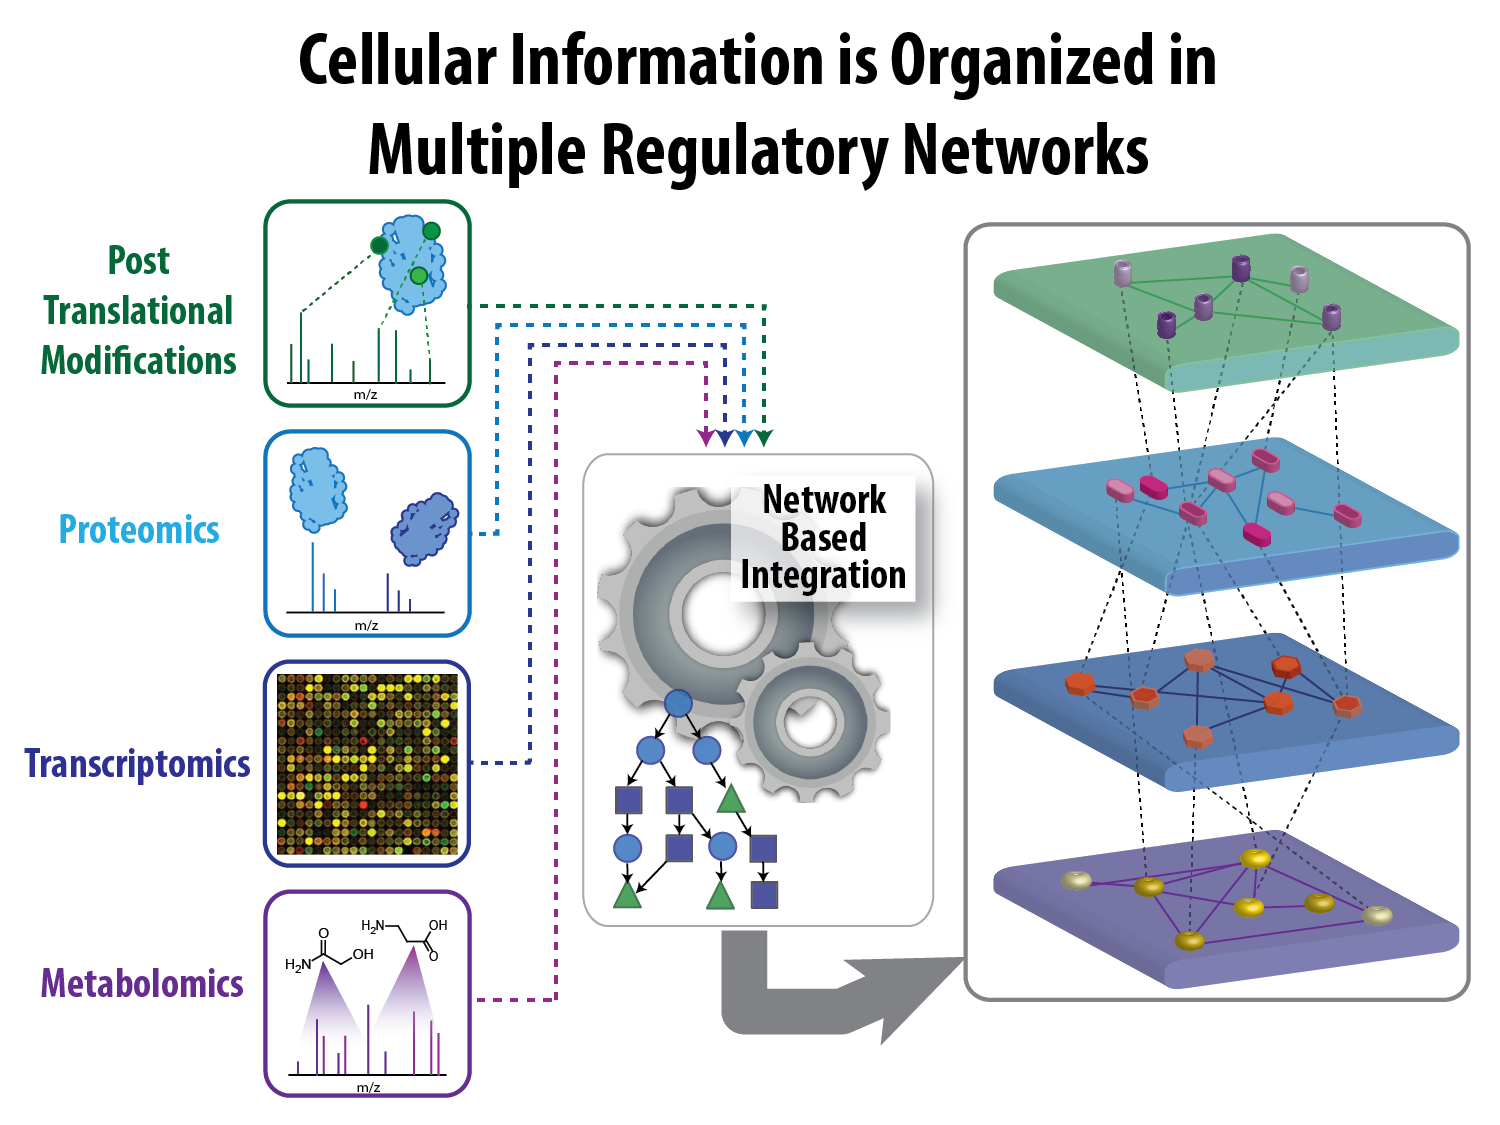 Cellular Information is Organized in
Multiple Regulatory Networks
Post
Translational
Modifications
m/z
Proteomics
m/z
Transcriptomics
Metabolomics
O
H₂N
OH
H₂N
OH
O
m/z
Network
Based
Integration